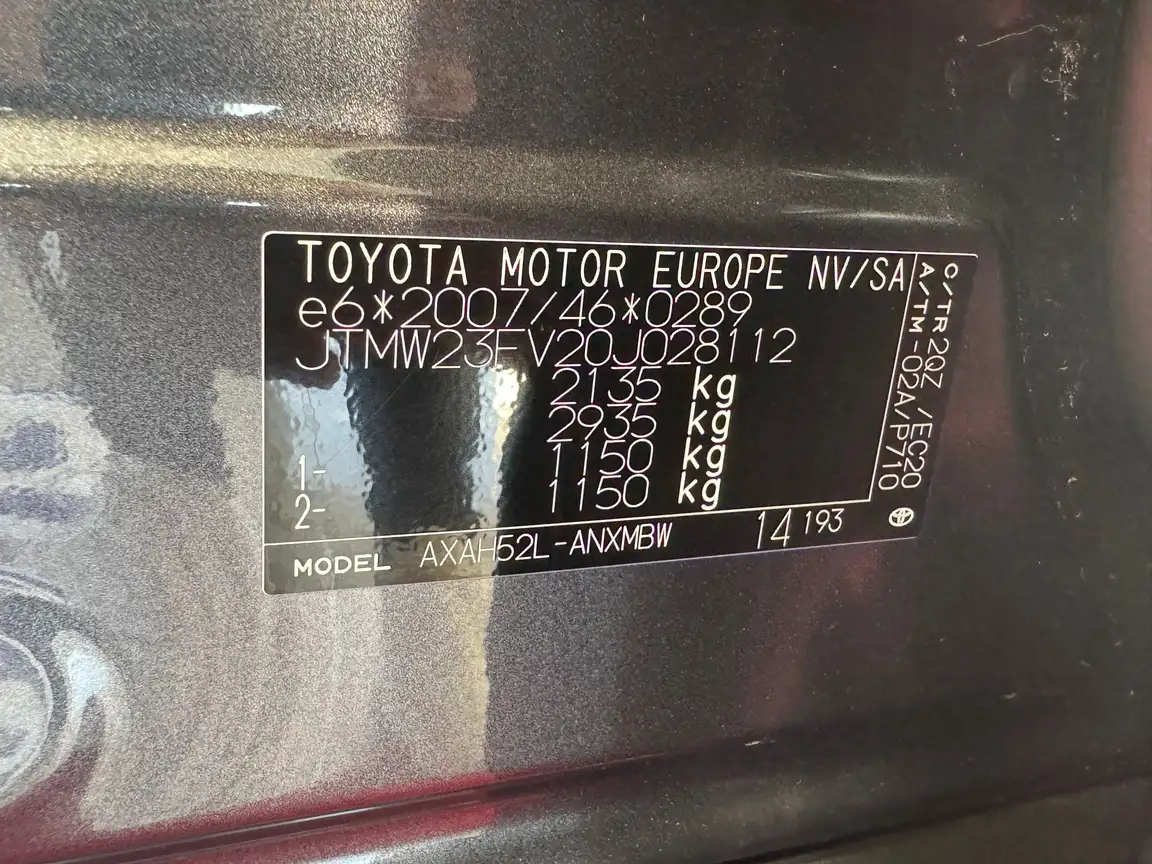 TOYOTA MOTOR EUROPE NV/SA
e6*2007/46*0289
JTMW23FV20J028112
2135 kg
2935 kg
1- 1150 kg
2- 1150 kg
MODEL AXAH52L-ANXMBW 14 193
C/TR 2QZ /EC20
A/TM -02A/P710